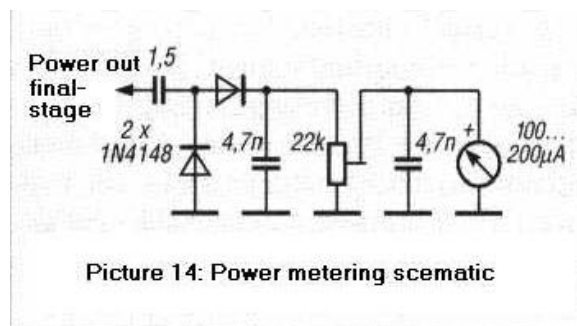 Power out 1,5
final-
stage
2 x
1N4148
4,7n
22k
4,7n
+
100...
200µA
Picture 14: Power metering scematic